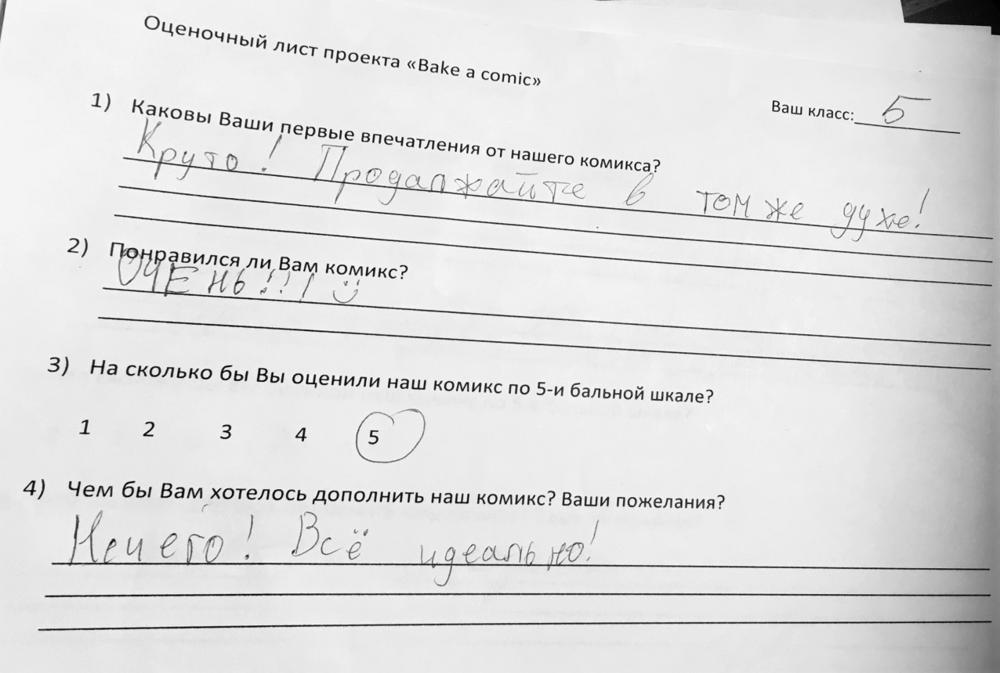 Оценочный лист проекта «Bake a comic»
Ваш класс: 5
1) Каковы Ваши первые впечатления от нашего комикса?
Круто! Продалжайте в том же духе!
2) Понравился ли Вам комикс?
ОЧЕНЬ!!!
3) На сколько бы Вы оценили наш комикс по 5-и бальной шкале?
1 2 3 4 5
4) Чем бы Вам хотелось дополнить наш комикс? Ваши пожелания?
Нечего! Всё идеально!